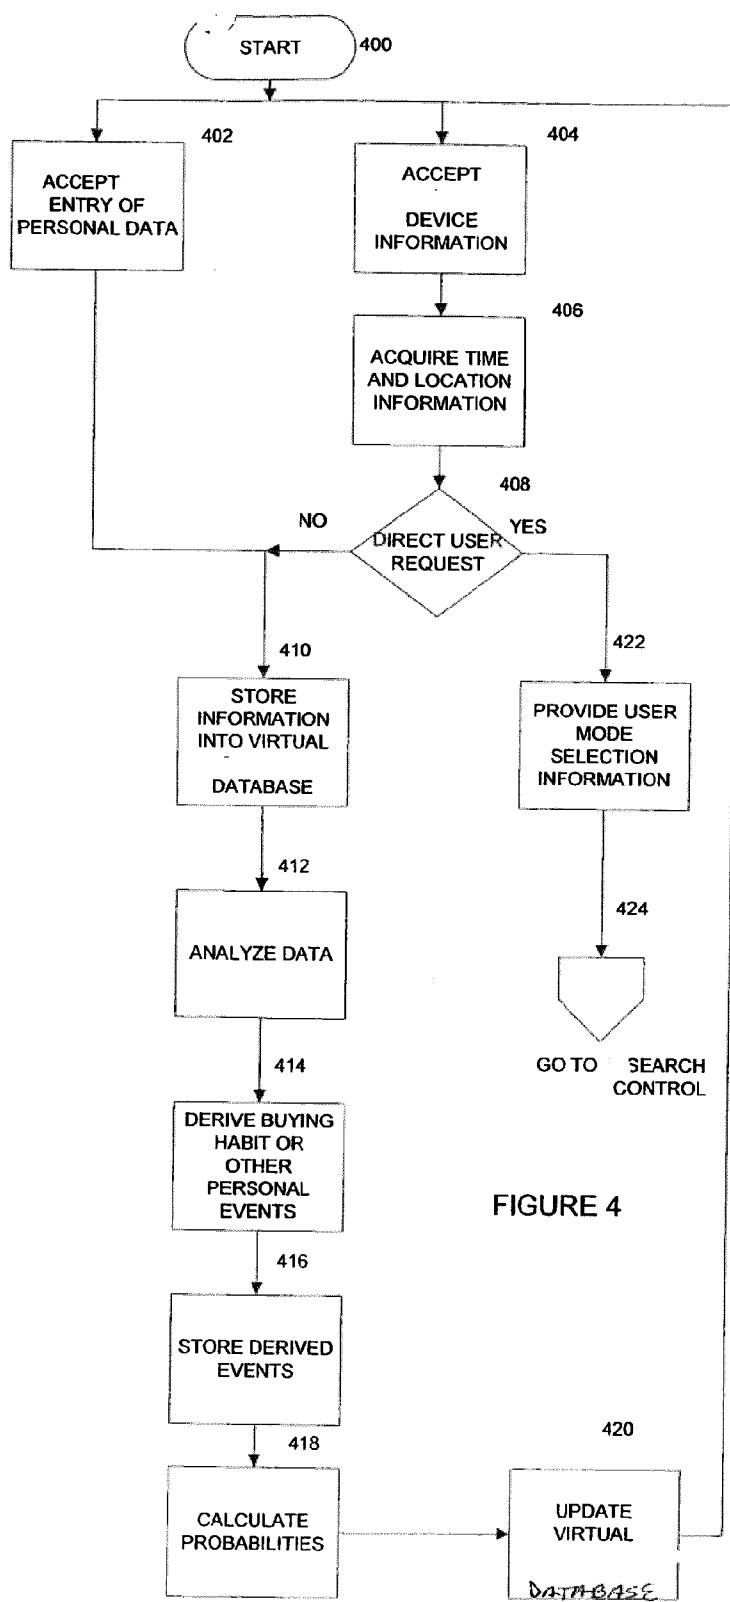 START
400
402
404
ACCEPT
ENTRY OF
PERSONAL DATA
ACCEPT
DEVICE
INFORMATION
406
ACQUIRE TIME
AND LOCATION
INFORMATION
408
NO
DIRECT USER
REQUEST
YES
410
422
STORE
INFORMATION
INTO VIRTUAL
DATABASE
PROVIDE USER
MODE
SELECTION
INFORMATION
412
424
ANALYZE DATA
GO TO SEARCH
CONTROL
414
DERIVE BUYING
HABIT OR
OTHER
PERSONAL
EVENTS
FIGURE 4
416
STORE DERIVED
EVENTS
418
420
CALCULATE
PROBABILITIES
UPDATE
VIRTUAL
DATABASE